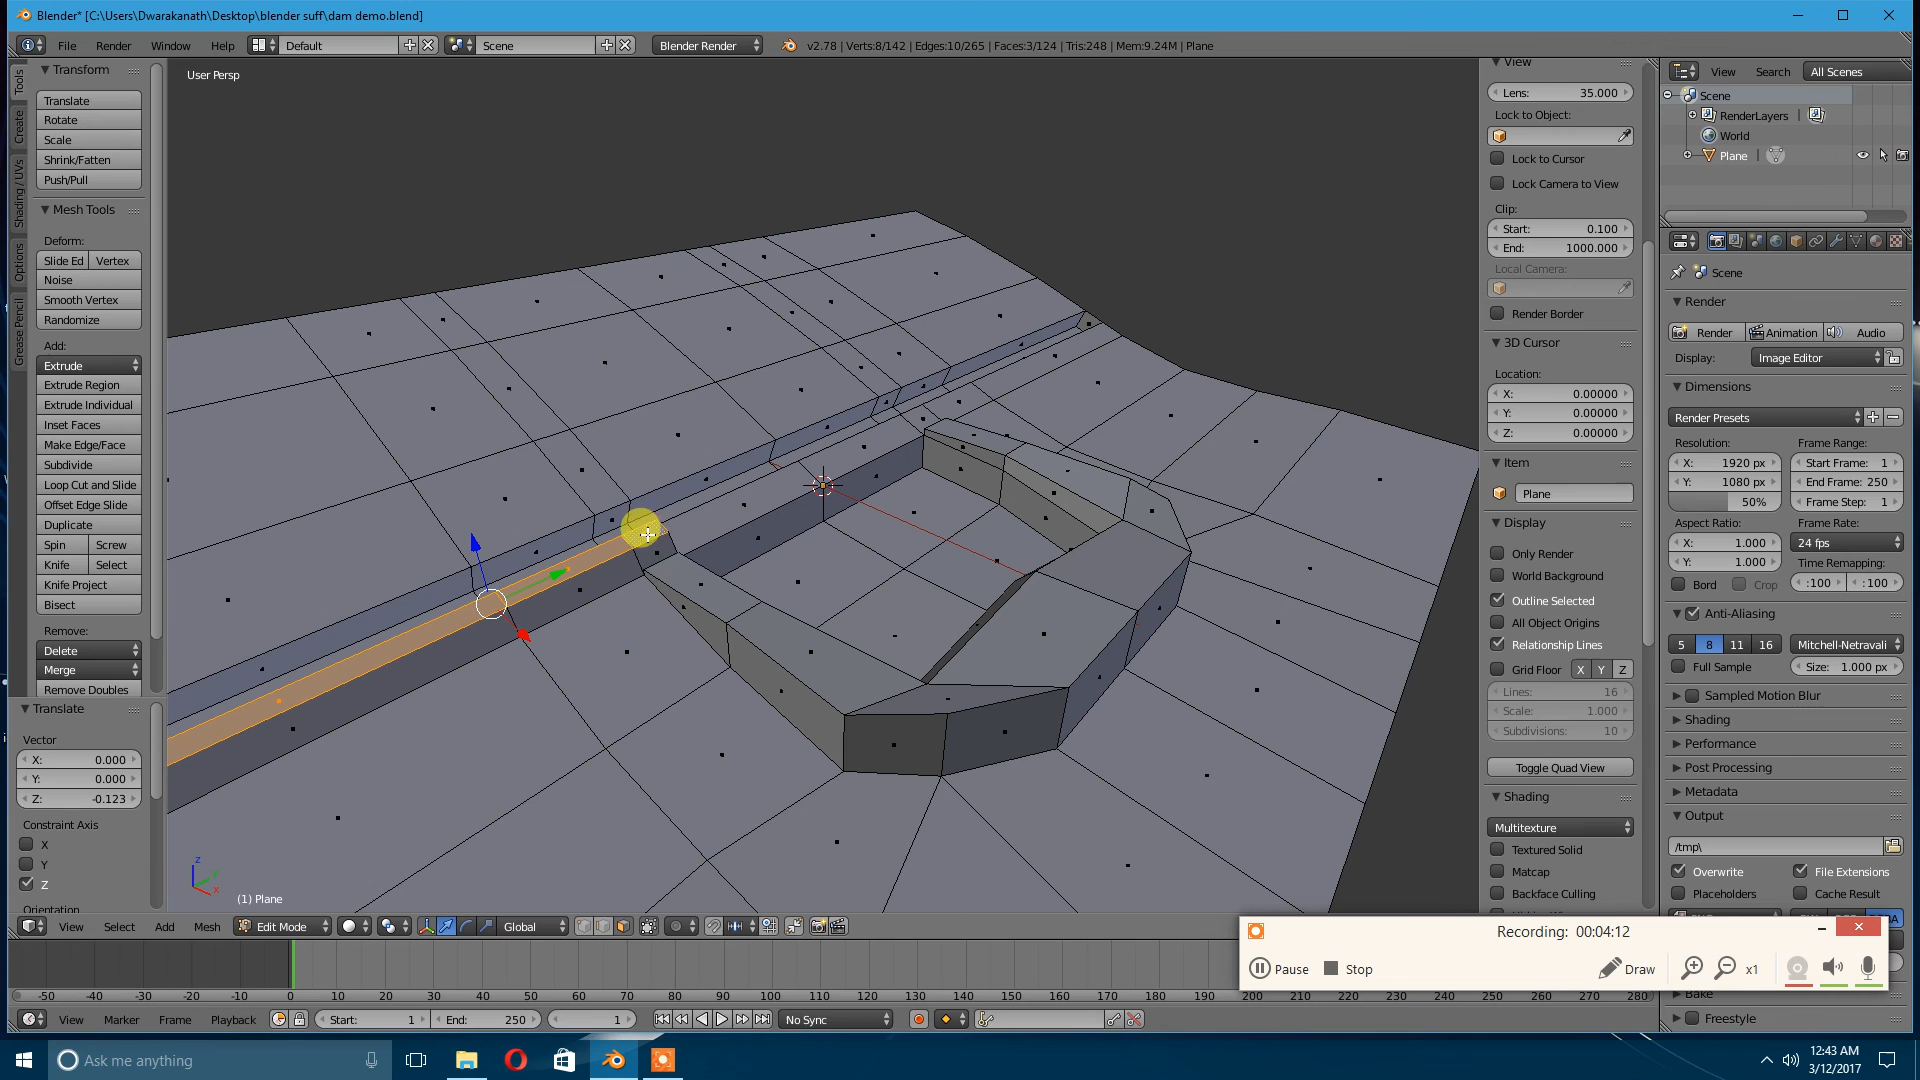 Blender* [C:\Users\Dwarakanath\Desktop\blender suff\dam demo.blend]
File Render Window Help Default Scene Blender Render v2.78 | Verts:8/142 | Edges:10/265 | Faces:3/124 | Tris:248 | Mem:9.24M | Plane
Tools
Create
Shading / UVs
Options
Grease Pencil
Transform
Translate
Rotate
Scale
Shrink/Fatten
Push/Pull
Mesh Tools
Deform:
Slide Ed Vertex
Noise
Smooth Vertex
Randomize
Add:
Extrude
Extrude Region
Extrude Individual
Inset Faces
Make Edge/Face
Subdivide
Loop Cut and Slide
Offset Edge Slide
Duplicate
Spin Screw
Knife Select
Knife Project
Bisect
Remove:
Delete
Merge
Remove Doubles
Translate
Vector
X: 0.000
Y: 0.000
Z: -0.123
Constraint Axis
X
Y
Z
Orientation
User Persp
(1) Plane
View
Lens: 35.000
Lock to Object:
Lock to Cursor
Lock Camera to View
Clip:
Start: 0.100
End: 1000.000
Local Camera:
Render Border
3D Cursor
Location:
X: 0.00000
Y: 0.00000
Z: 0.00000
Item
Plane
Display
Only Render
World Background
Outline Selected
All Object Origins
Relationship Lines
Grid Floor X Y Z
Lines: 16
Scale: 1.000
Subdivisions: 10
Toggle Quad View
Shading
Multitexture
Textured Solid
Matcap
Backface Culling
View Search All Scenes
Scene
RenderLayers
World
Plane
Scene
Render
Render Animation Audio
Display: Image Editor
Dimensions
Render Presets
Resolution: Frame Range:
X: 1920 px Start Frame: 1
Y: 1080 px End Frame: 250
50% Frame Step: 1
Aspect Ratio: Frame Rate:
X: 1.000 24 fps
Y: 1.000 Time Remapping:
Bord Crop :100 :100
Anti-Aliasing
5 8 11 16 Mitchell-Netravali
Full Sample Size: 1.000 px
Sampled Motion Blur
Shading
Performance
Post Processing
Metadata
Output
/tmp\
Overwrite File Extensions
Placeholders Cache Result
Bake
Freestyle
View Select Add Mesh Edit Mode Global
Recording: 00:04:12
Pause Stop Draw x1
-50 -40 -30 -20 -10 0 10 20 30 40 50 60 70 80 90 100 110 120 130 140 150 160 170 180 190 200 210 220 230 240 250 260 270 280
View Marker Frame Playback Start: 1 End: 250 1 No Sync
Ask me anything
12:43 AM
3/12/2017